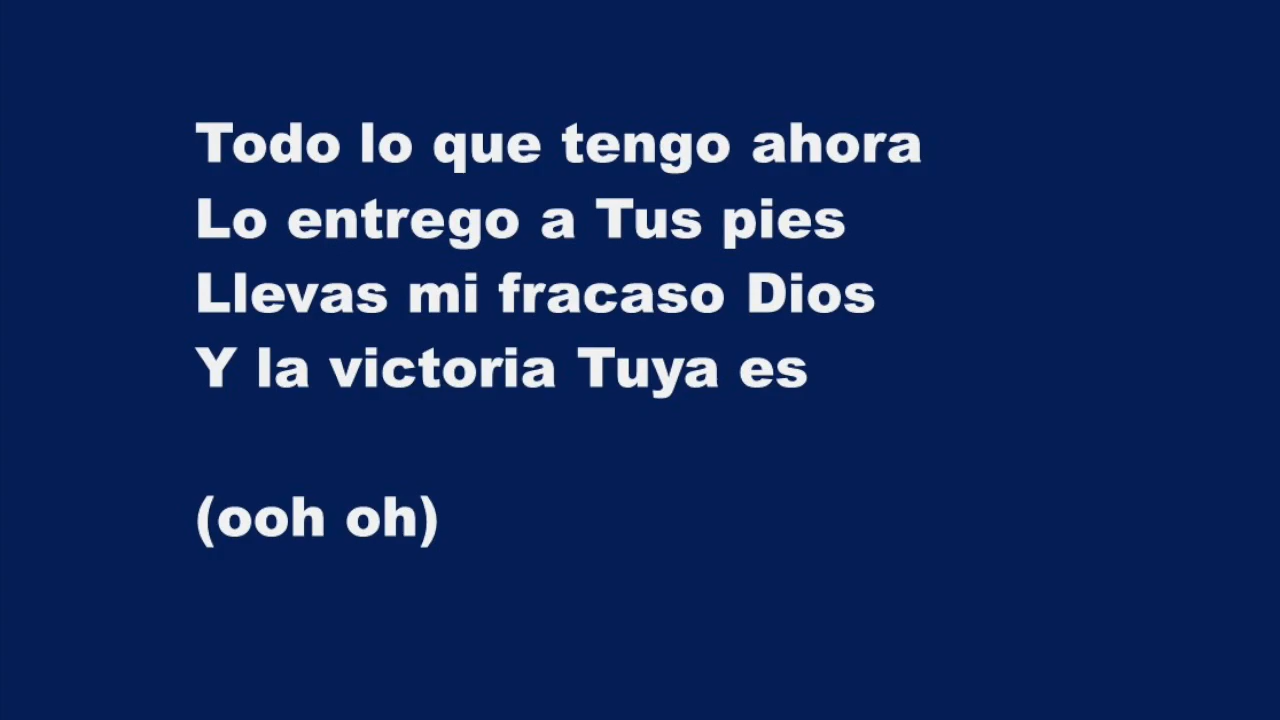 Todo lo que tengo ahora
Lo entrego a Tus pies
Llevas mi fracaso Dios
Y la victoria Tuya es
(ooh oh)